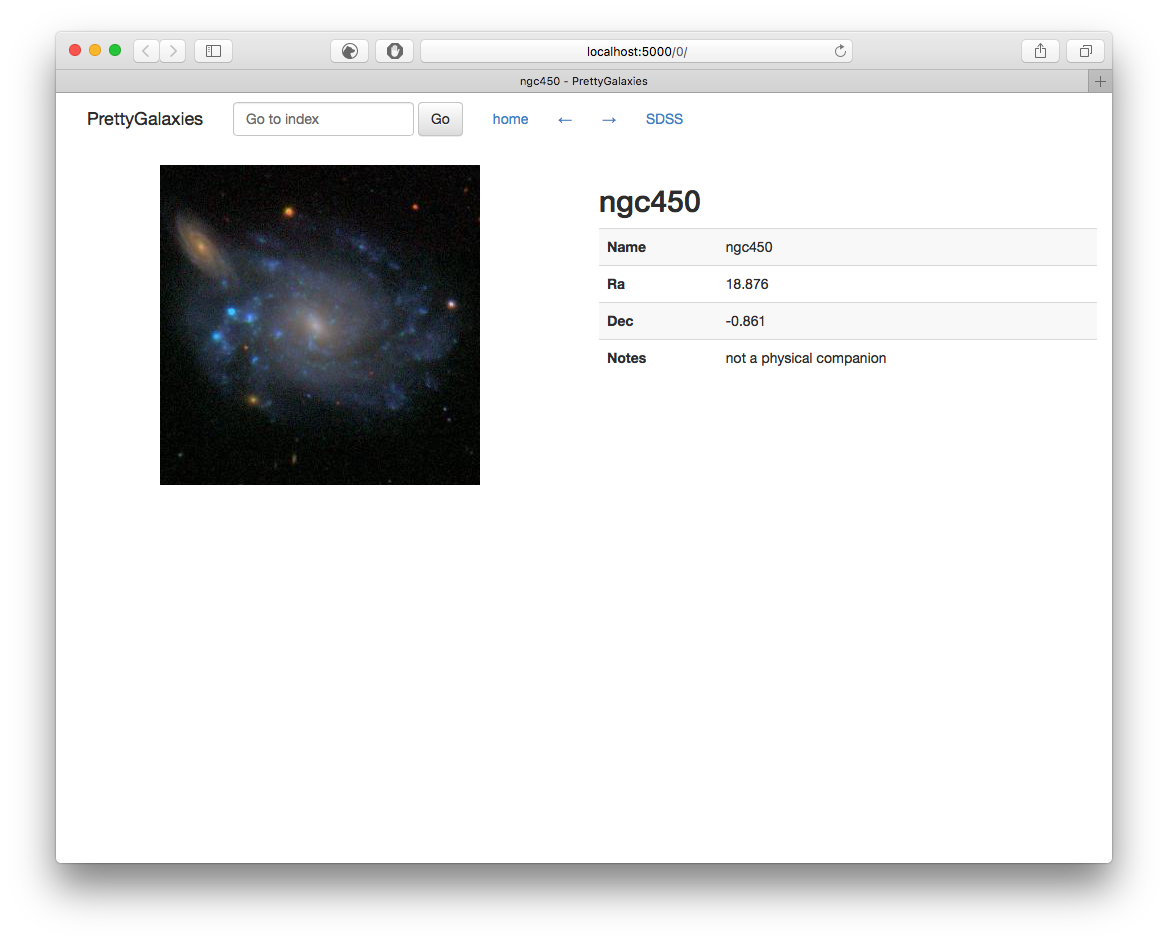 localhost:5000/0/
ngc450 - PrettyGalaxies
PrettyGalaxies Go to index Go home ← → SDSS
ngc450
Name ngc450
Ra 18.876
Dec -0.861
Notes not a physical companion